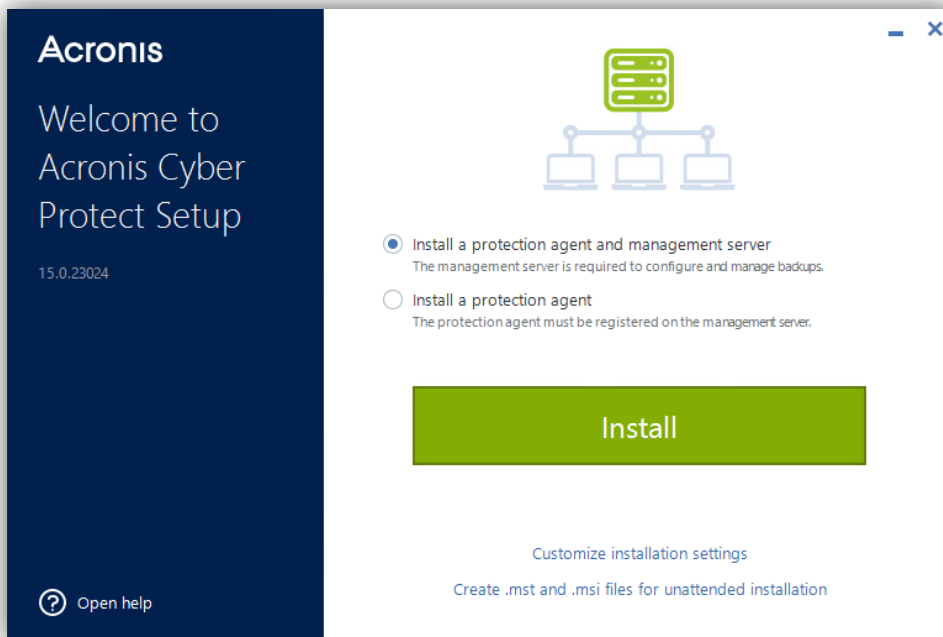 Acronis
Welcome to
Acronis Cyber
Protect Setup
15.0.23024
Open help
Install a protection agent and management server
The management server is required to configure and manage backups.
Install a protection agent
The protection agent must be registered on the management server.
Install
Customize installation settings
Create .mst and .msi files for unattended installation